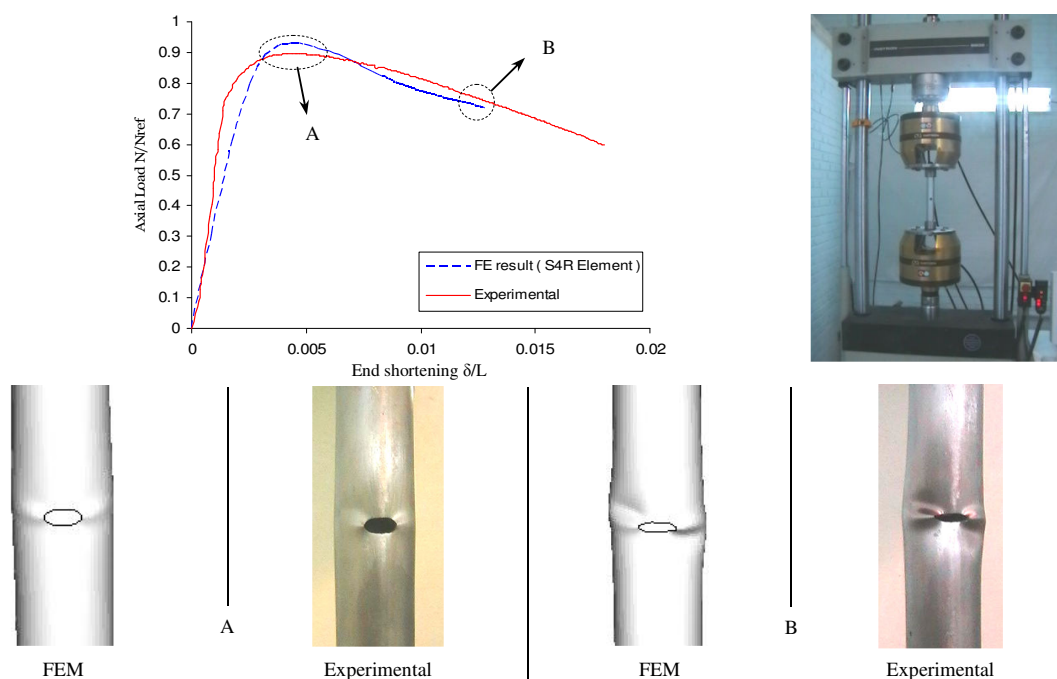 1
0.9
0.8
0.7
0.6
0.5
0.4
0.3
0.2
0.1
0
Axial Load N/Nref
A
B
FE result ( S4R Element )
Experimental
0 0.005 0.01 0.015 0.02
End shortening δ/L
A
B
FEM
Experimental
FEM
Experimental